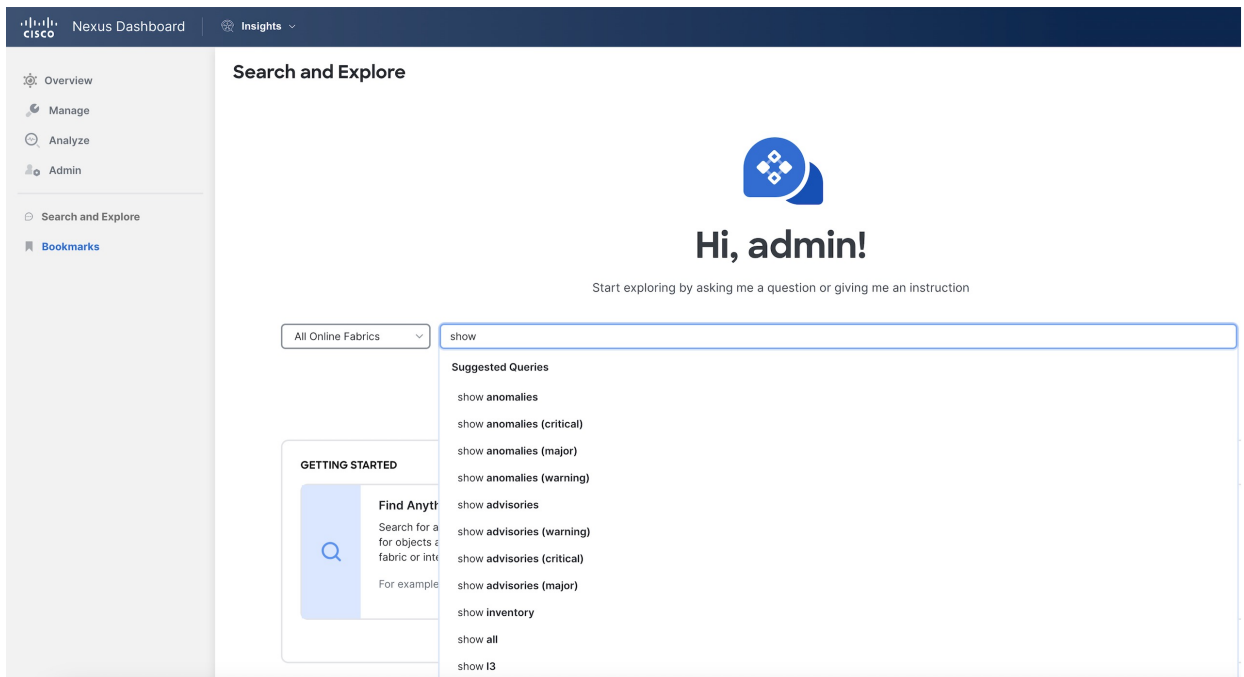 CISCO Nexus Dashboard Insights
Overview
Manage
Analyze
Admin
Search and Explore
Bookmarks
Search and Explore
Hi, admin!
Start exploring by asking me a question or giving me an instruction
All Online Fabrics show
Suggested Queries
show anomalies
show anomalies (critical)
show anomalies (major)
show anomalies (warning)
show advisories
show advisories (warning)
show advisories (critical)
show advisories (major)
show inventory
show all
show l3
GETTING STARTED
Find Anyth
Search for a
for objects a
fabric or inte
For example